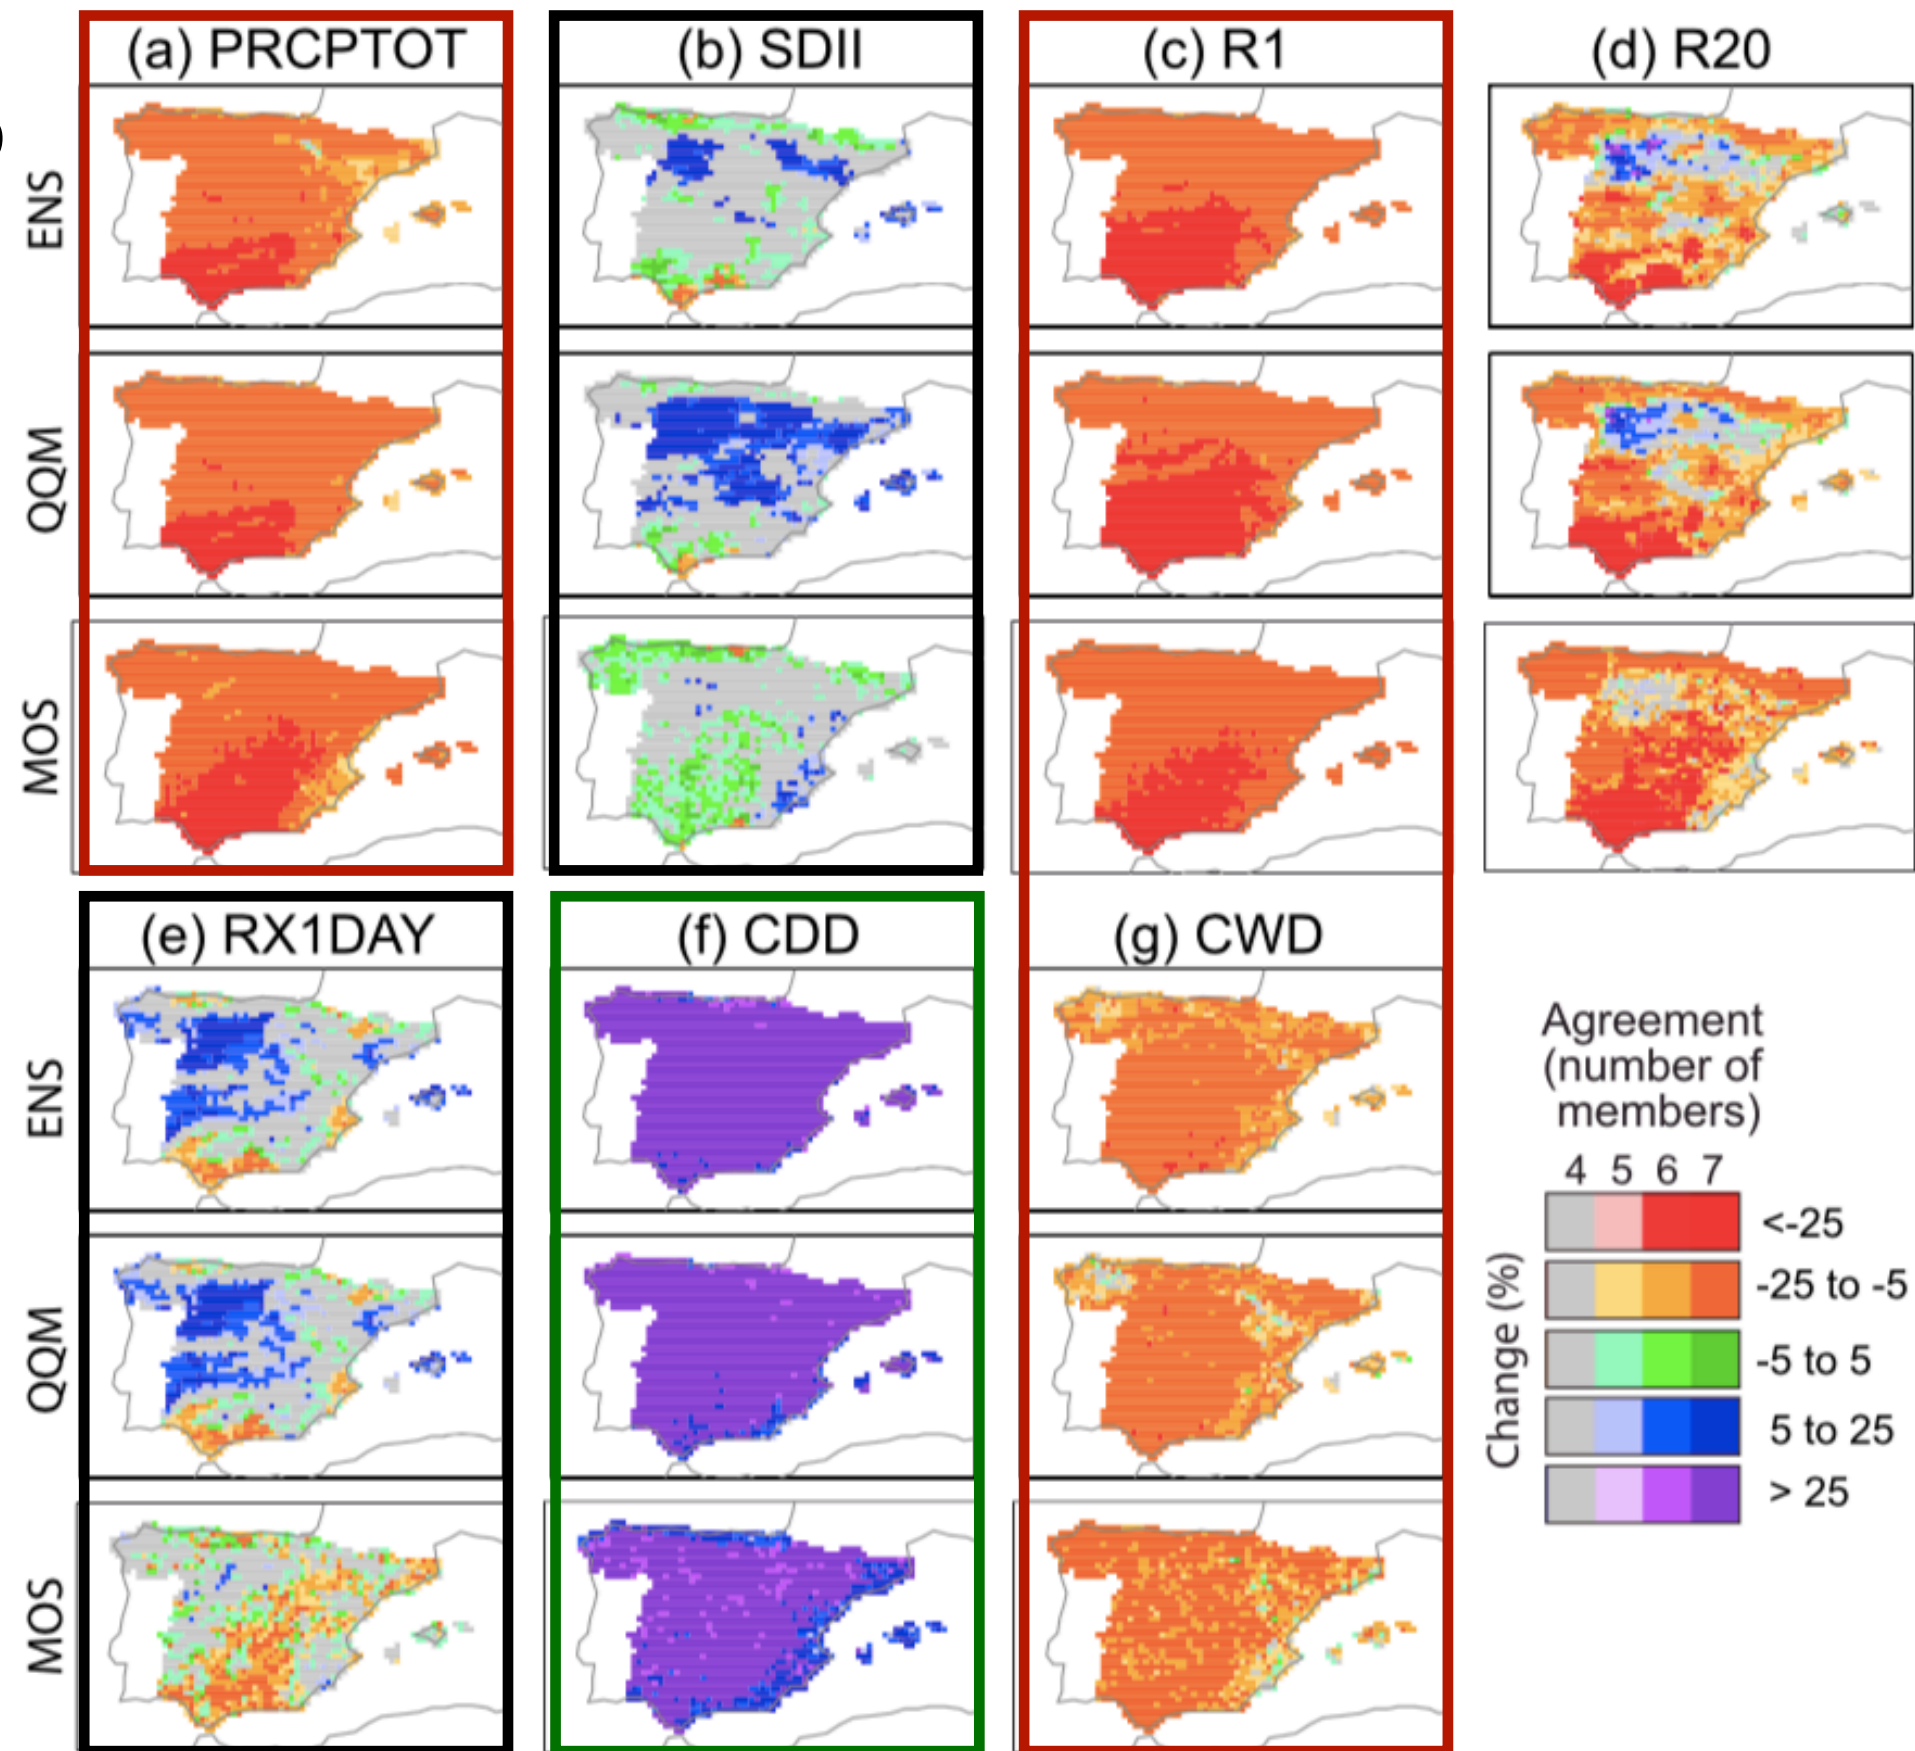 )
(a) PRCPTOT
(b) SDII
(c) R1
(d) R20
ENS
QQM
MOS
(e) RX1DAY
(f) CDD
(g) CWD
ENS
QQM
MOS
Agreement
(number of
members)
4 5 6 7
Change (%)
<-25
-25 to -5
-5 to 5
5 to 25
> 25